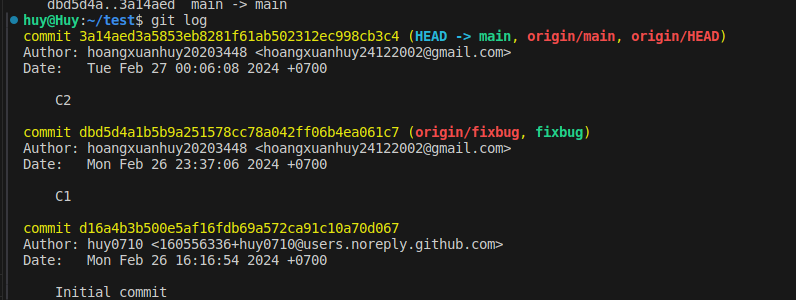 dbd5d4a..3a14aed  main -> main
huy@Huy:~/test$ git log
commit 3a14aed3a5853eb8281f61ab502312ec998cb3c4 (HEAD -> main, origin/main, origin/HEAD)
Author: hoangxuanhuy20203448 <hoangxuanhuy24122002@gmail.com>
Date:   Tue Feb 27 00:06:08 2024 +0700
C2
commit dbd5d4a1b5b9a251578cc78a042ff06b4ea061c7 (origin/fixbug, fixbug)
Author: hoangxuanhuy20203448 <hoangxuanhuy24122002@gmail.com>
Date:   Mon Feb 26 23:37:06 2024 +0700
C1
commit d16a4b3b500e5af16fdb69a572ca91c10a70d067
Author: huy0710 <160556336+huy0710@users.noreply.github.com>
Date:   Mon Feb 26 16:16:54 2024 +0700
Initial commit